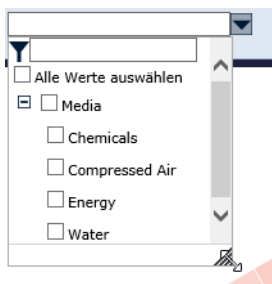 Alle Werte auswählen
Media
Chemicals
Compressed Air
Energy
Water